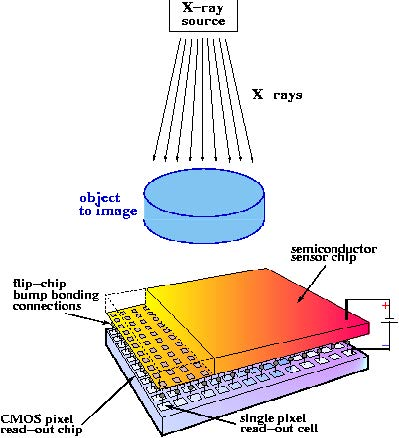 X-ray
source
X-rays
object
to image
semiconductor
sensor chip
flip-chip
bump bonding
connections
+
-
CMOS pixel
read-out chip
single pixel
read-out cell